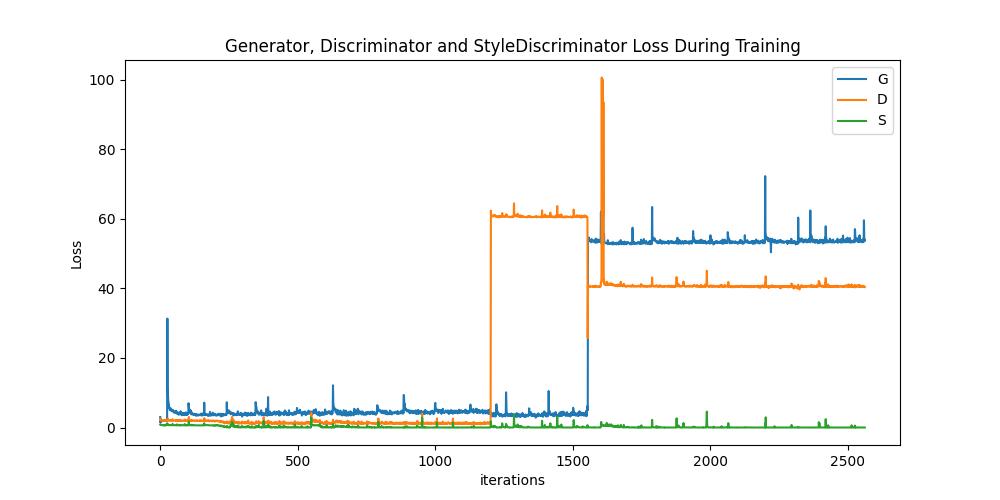 Generator, Discriminator and StyleDiscriminator Loss During Training
G
D
S
100
80
60
40
20
0
Loss
0 500 1000 1500 2000 2500
iterations